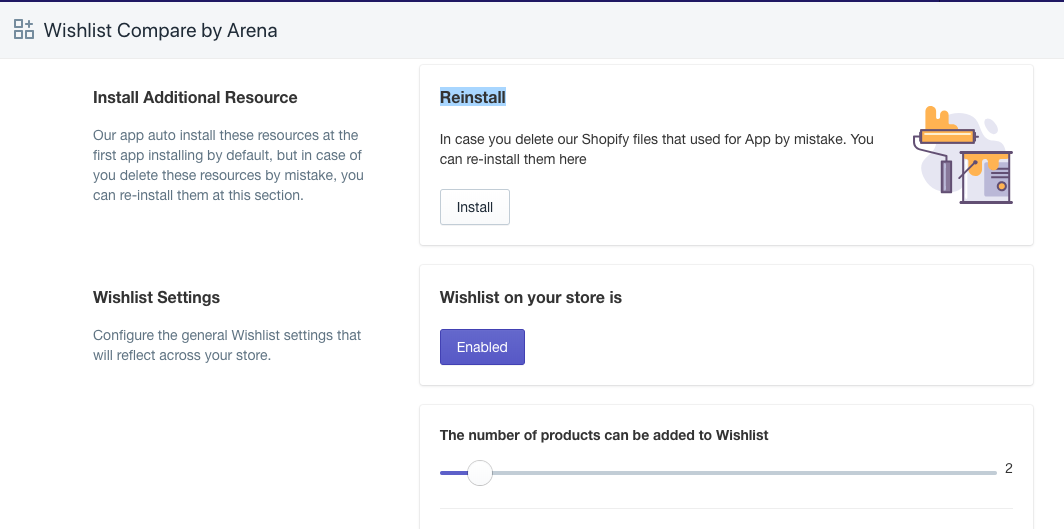 Wishlist Compare by Arena
Install Additional Resource
Our app auto install these resources at the
first app installing by default, but in case of
you delete these resources by mistake, you
can re-install them at this section.
Reinstall
In case you delete our Shopify files that used for App by mistake. You
can re-install them here
Install
Wishlist Settings
Configure the general Wishlist settings that
will reflect across your store.
Wishlist on your store is
Enabled
The number of products can be added to Wishlist
2